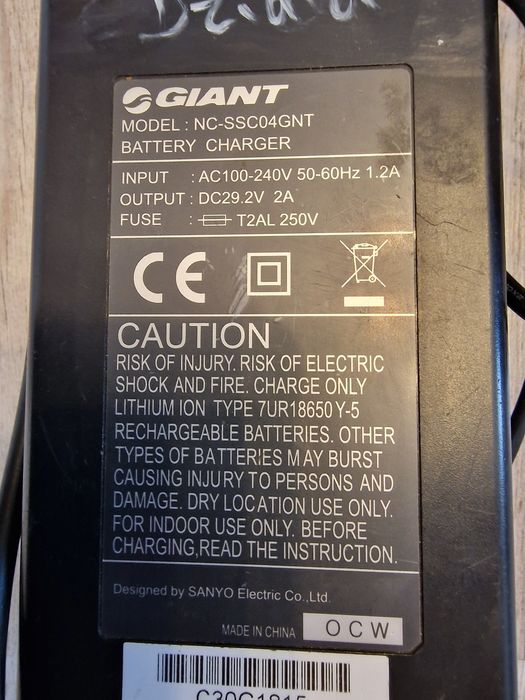 GIANT
MODEL : NC-SSC04GNT
BATTERY CHARGER
INPUT : AC100-240V 50-60Hz 1.2A
OUTPUT : DC29.2V 2A
FUSE : T2AL 250V
CE
CAUTION
RISK OF INJURY. RISK OF ELECTRIC
SHOCK AND FIRE. CHARGE ONLY
LITHIUM ION TYPE 7UR18650Y-5
RECHARGEABLE BATTERIES. OTHER
TYPES OF BATTERIES MAY BURST
CAUSING INJURY TO PERSONS AND
DAMAGE. DRY LOCATION USE ONLY.
FOR INDOOR USE ONLY. BEFORE
CHARGING,READ THE INSTRUCTION.
Designed by SANYO Electric Co.,Ltd.
MADE IN CHINA OCW